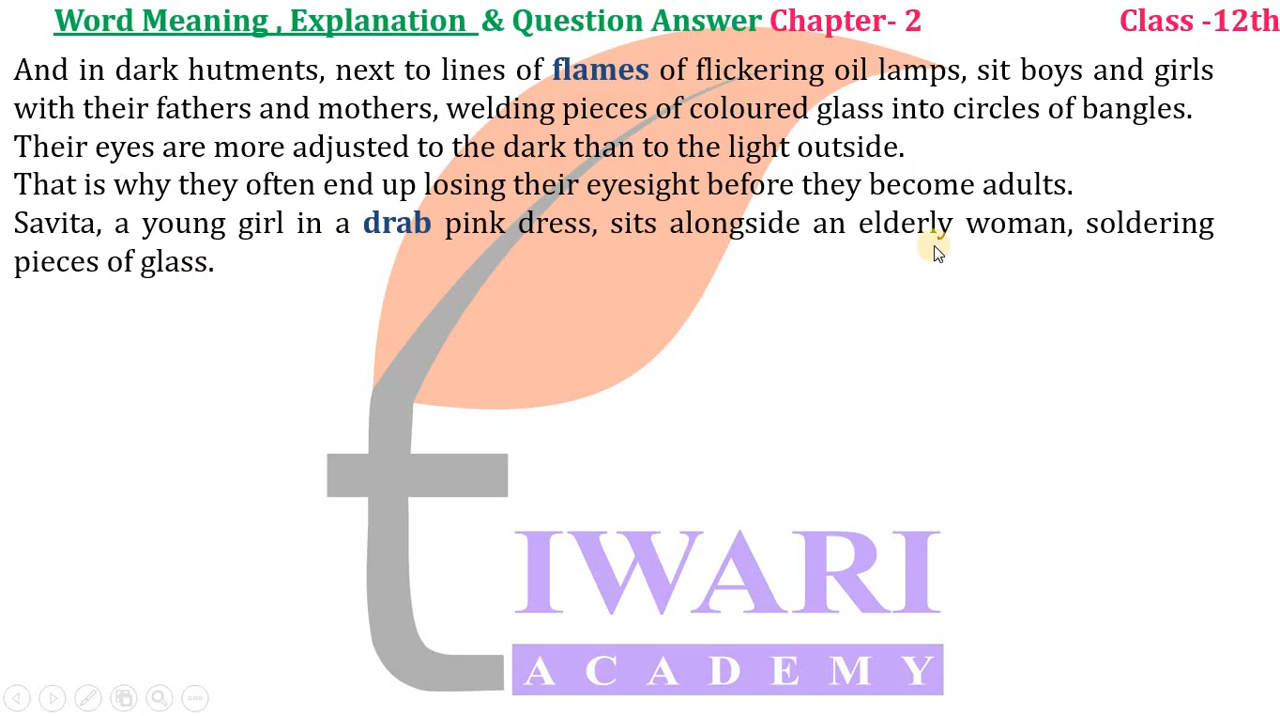 Word Meaning , Explanation & Question Answer Chapter- 2 Class -12th
And in dark hutments, next to lines of flames of flickering oil lamps, sit boys and girls
with their fathers and mothers, welding pieces of coloured glass into circles of bangles.
Their eyes are more adjusted to the dark than to the light outside.
That is why they often end up losing their eyesight before they become adults.
Savita, a young girl in a drab pink dress, sits alongside an elderly woman, soldering
pieces of glass.
tIWARI
ACADEMY